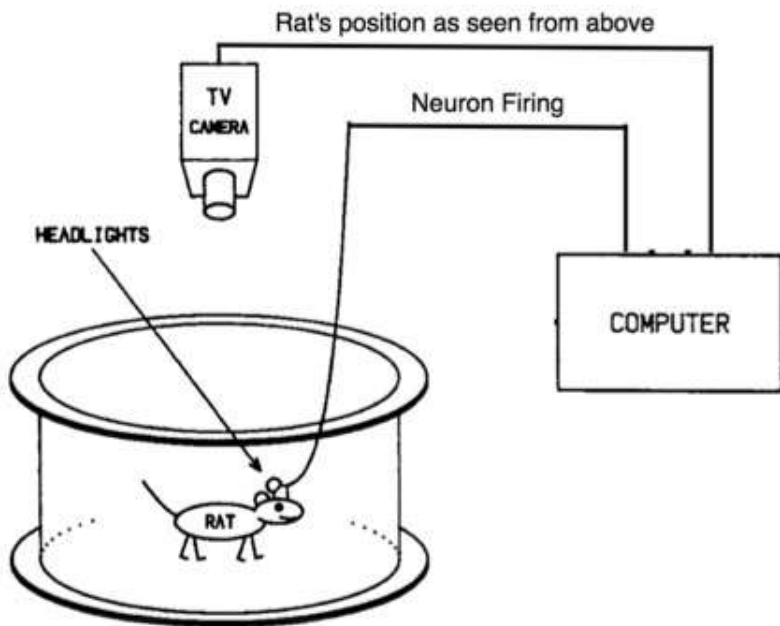 Rat's position as seen from above
TV
CAMERA
Neuron Firing
HEADLIGHTS
COMPUTER
RAT